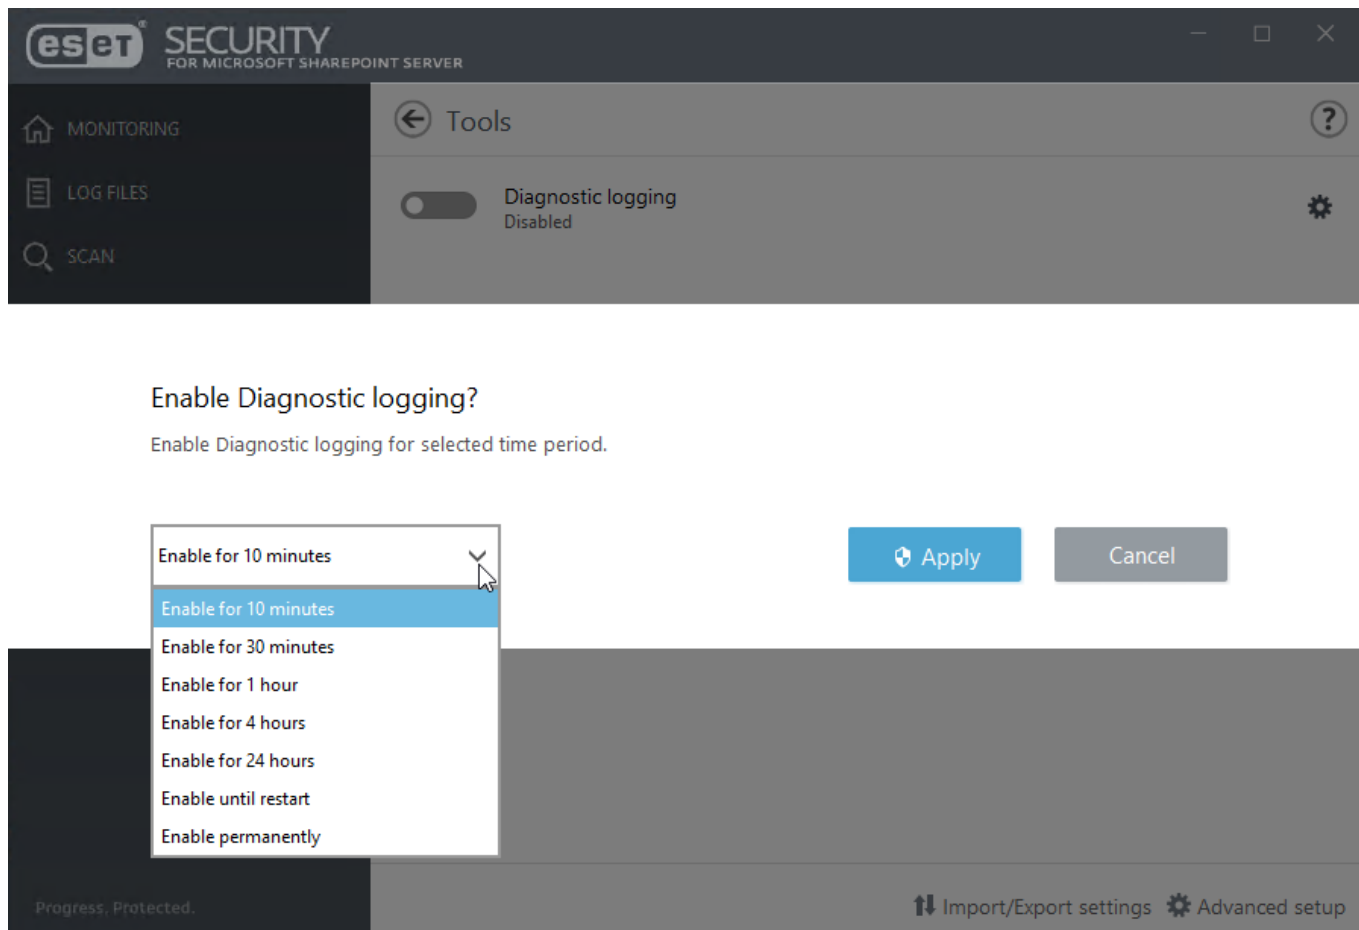 eset® SECURITY
FOR MICROSOFT SHAREPOINT SERVER
MONITORING
LOG FILES
SCAN
Tools
?
Diagnostic logging
Disabled
Enable Diagnostic logging?
Enable Diagnostic logging for selected time period.
Enable for 10 minutes
Apply
Cancel
Enable for 10 minutes
Enable for 30 minutes
Enable for 1 hour
Enable for 4 hours
Enable for 24 hours
Enable until restart
Enable permanently
Progress. Protected.
Import/Export settings
Advanced setup